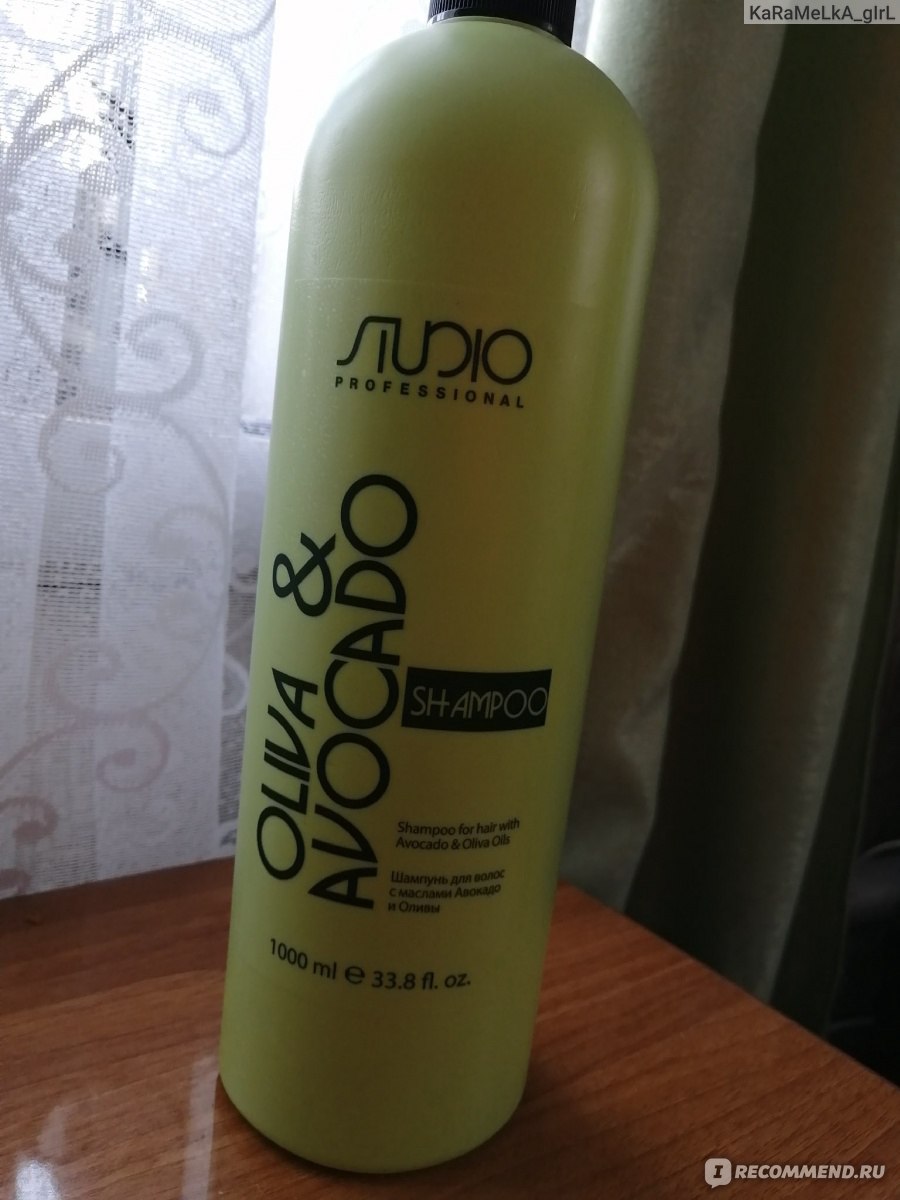 KaRaMeLkA_gIrL
STUDIO
PROFESSIONAL
OLIVA &
AVOCADO
SHAMPOO
Shampoo for hair with
Avocado & Oliva Oils
Шампунь для волос
с маслами Авокадо
и Оливы
1000 ml ℮ 33.8 fl. oz.
IRECOMMEND.RU